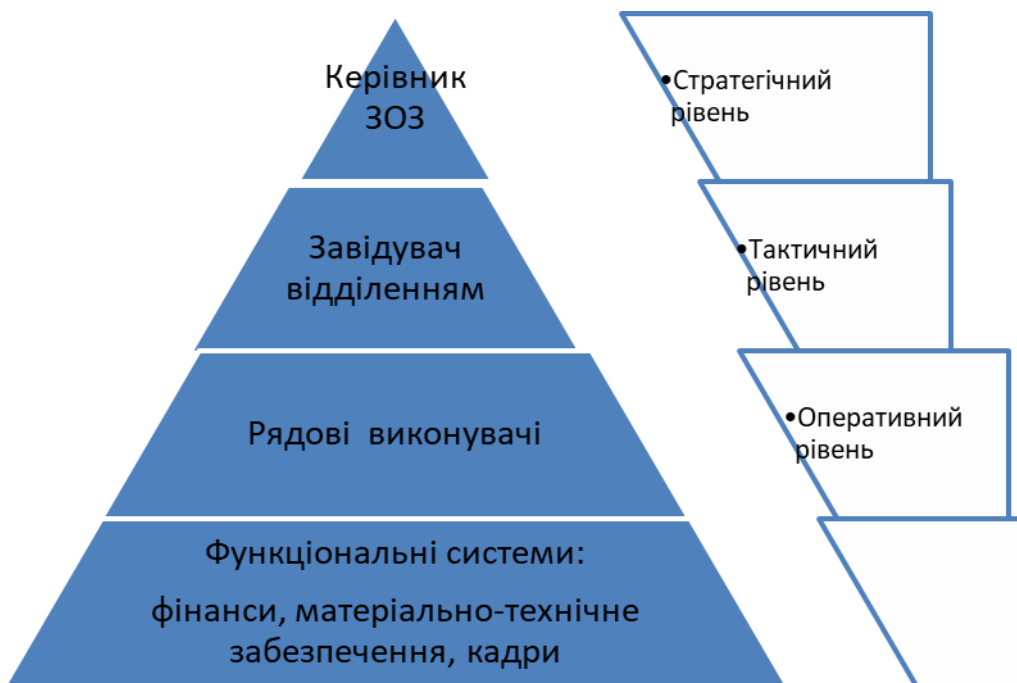 Керівник
ЗОЗ
•Стратегічний
рівень
Завідувач
відділенням
•Тактичний
рівень
Рядові виконувачі
•Оперативний
рівень
Функціональні системи:
фінанси, матеріально-технічне
забезпечення, кадри